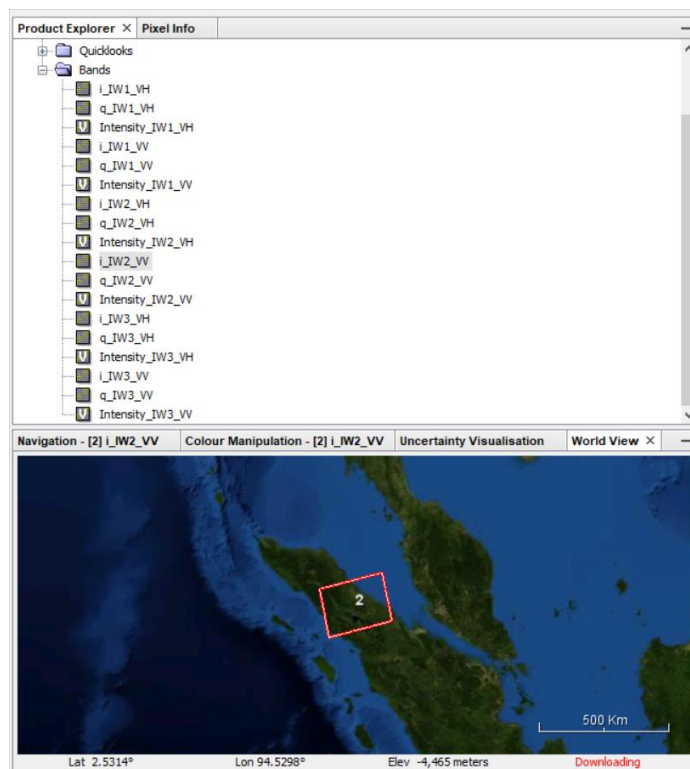 Product Explorer × Pixel Info
Quicklooks
Bands
i_IW1_VH
q_IW1_VH
Intensity_IW1_VH
i_IW1_VV
q_IW1_VV
Intensity_IW1_VV
i_IW2_VH
q_IW2_VH
Intensity_IW2_VH
i_IW2_VV
q_IW2_VV
Intensity_IW2_VV
i_IW3_VH
q_IW3_VH
Intensity_IW3_VH
i_IW3_VV
q_IW3_VV
Intensity_IW3_VV
Navigation - [2] i_IW2_VV Colour Manipulation - [2] i_IW2_VV Uncertainty Visualisation World View ×
2
500 Km
Lat 2.5314° Lon 94.5298° Elev -4,465 meters Downloading